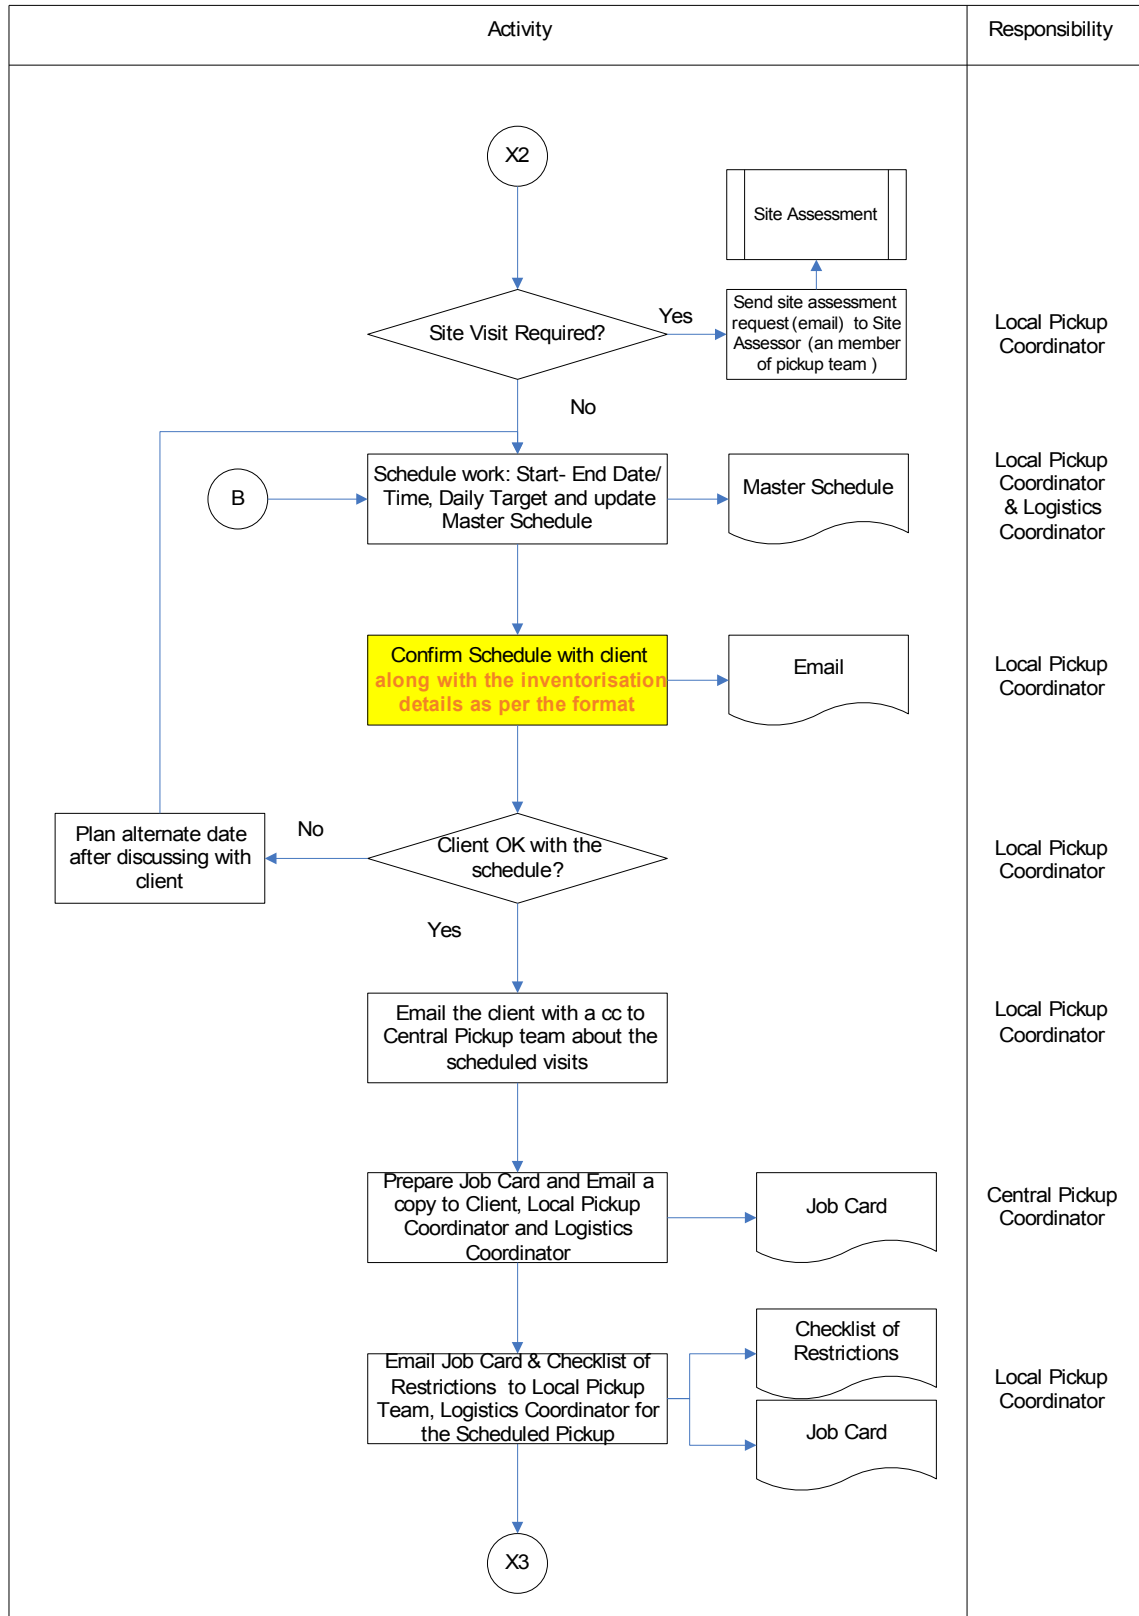 Activity
Responsibility
X2
Site Assessment
Site Visit Required?
Yes
Send site assessment
request (email) to Site
Assessor (an member
of pickup team )
Local Pickup
Coordinator
No
B
Schedule work: Start- End Date/
Time, Daily Target and update
Master Schedule
Master Schedule
Local Pickup
Coordinator
& Logistics
Coordinator
Confirm Schedule with client
along with the inventorisation
details as per the format
Email
Local Pickup
Coordinator
Plan alternate date
after discussing with
client
No
Client OK with the
schedule?
Local Pickup
Coordinator
Yes
Email the client with a cc to
Central Pickup team about the
scheduled visits
Local Pickup
Coordinator
Prepare Job Card and Email a
copy to Client, Local Pickup
Coordinator and Logistics
Coordinator
Job Card
Central Pickup
Coordinator
Email Job Card & Checklist of
Restrictions to Local Pickup
Team, Logistics Coordinator for
the Scheduled Pickup
Checklist of
Restrictions
Job Card
Local Pickup
Coordinator
X3